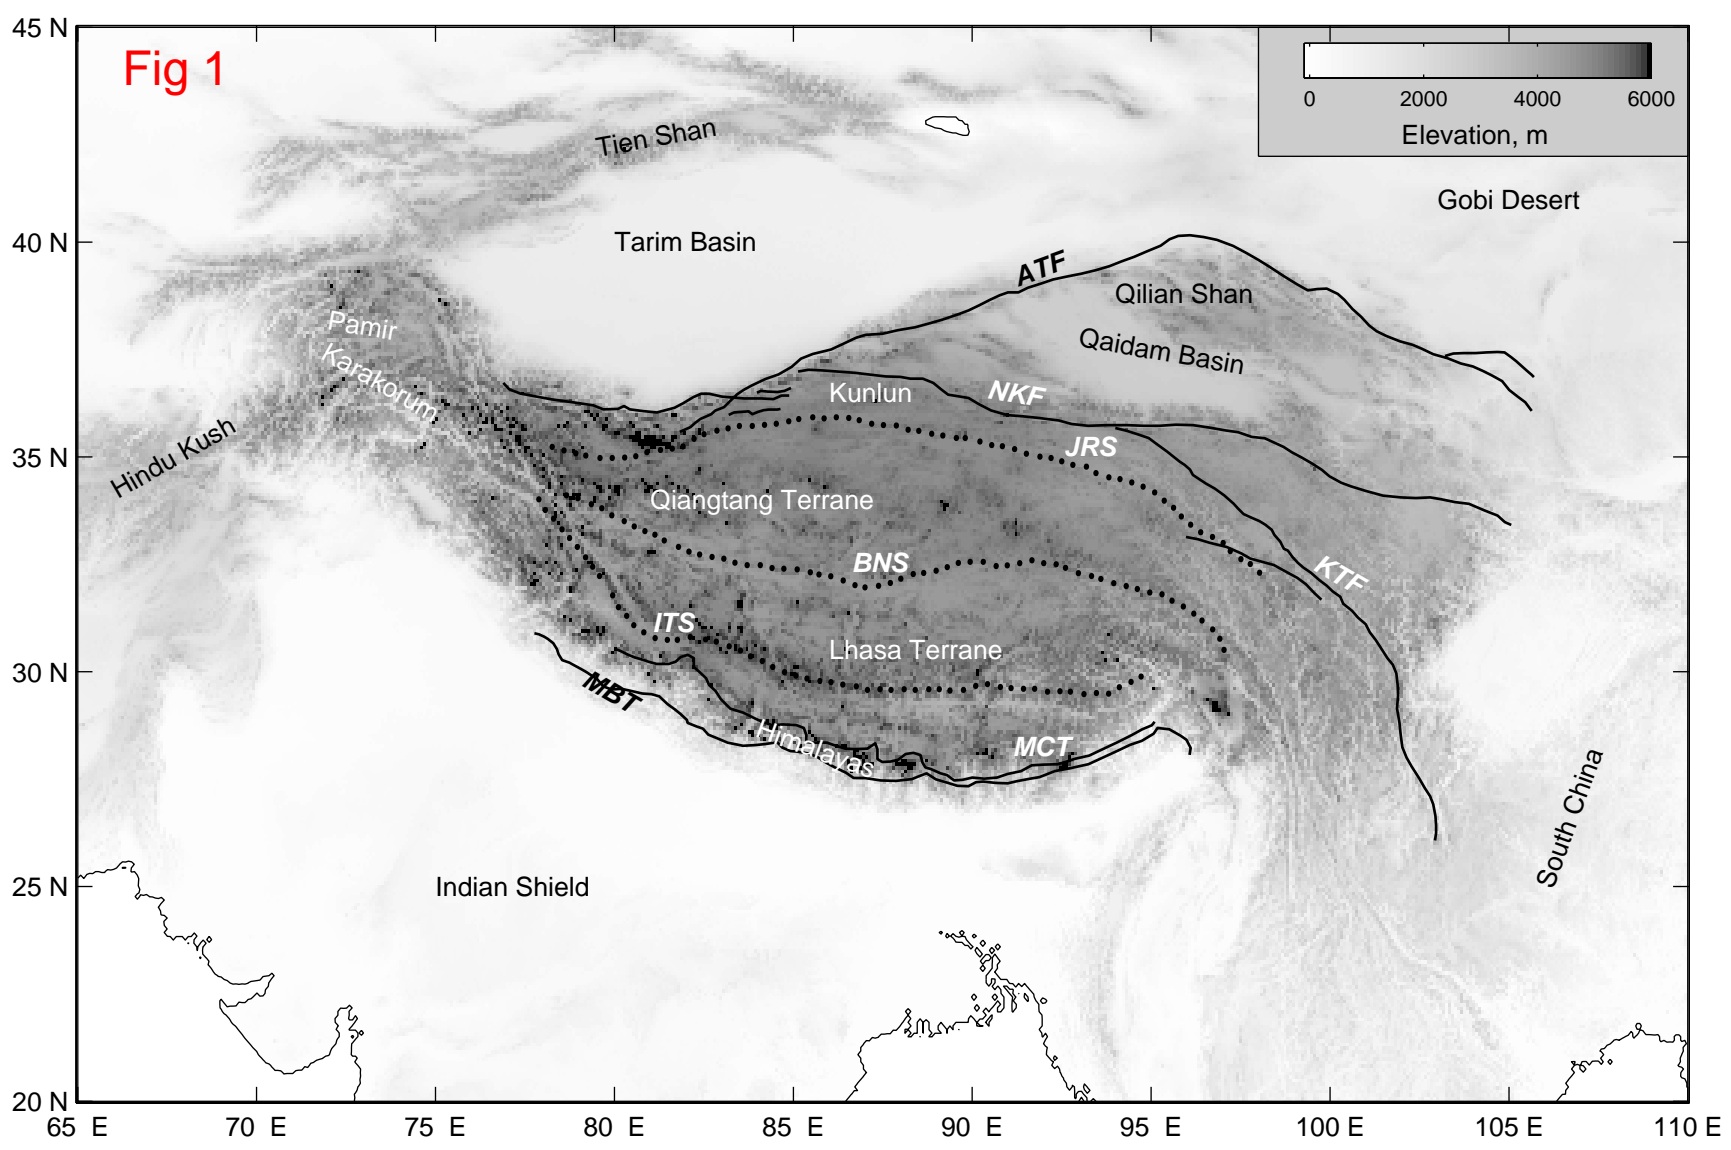 45 N
Fig 1
0 2000 4000 6000
Elevation, m
Tien Shan
Gobi Desert
40 N
Tarim Basin
ATF
Qilian Shan
Pamir
Qaidam Basin
Karakorum
Kunlun
NKF
Hindu Kush
35 N
JRS
Qiangtang Terrane
BNS
KTF
ITS
Lhasa Terrane
30 N
MBT
Himalayas
MCT
South China
25 N
Indian Shield
20 N
65 E 70 E 75 E 80 E 85 E 90 E 95 E 100 E 105 E 110 E